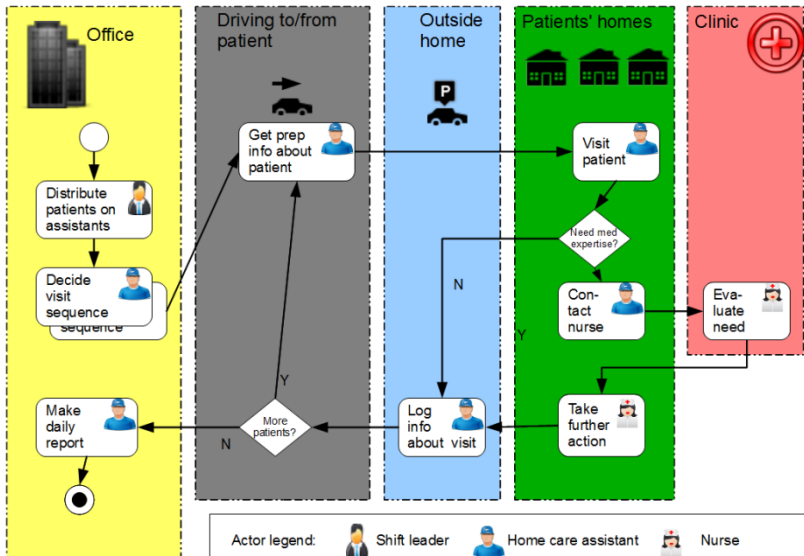 Office
Driving to/from
patient
Outside
home
Patients' homes
Clinic
P
Get prep
info about
patient
Visit
patient
Distribute
patients on
assistants
Need med
expertise?
Decide
visit
sequence
sequence
N
Con-
tact
nurse
Eva-
luate
need
Y
Y
Make
daily
report
More
patients?
N
Log
info
about visit
Take
further
action
Actor legend:
Shift leader
Home care assistant
Nurse